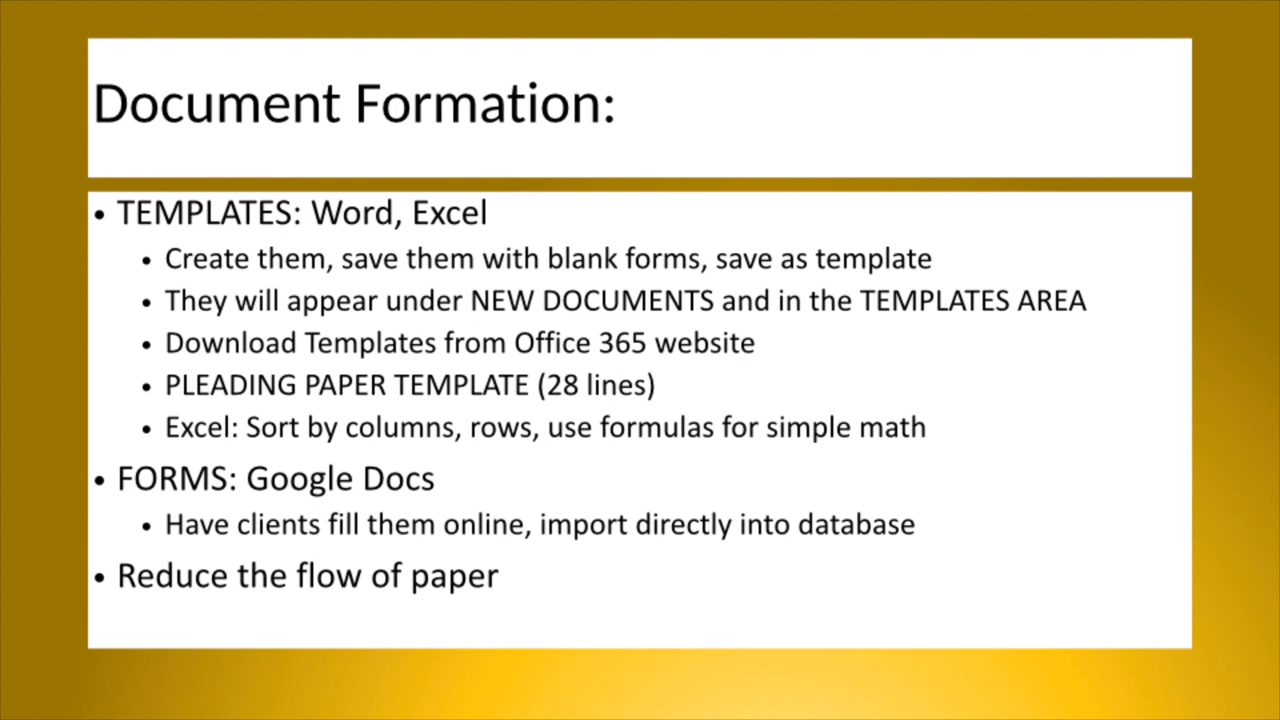 Document Formation:
• TEMPLATES: Word, Excel
• Create them, save them with blank forms, save as template
• They will appear under NEW DOCUMENTS and in the TEMPLATES AREA
• Download Templates from Office 365 website
• PLEADING PAPER TEMPLATE (28 lines)
• Excel: Sort by columns, rows, use formulas for simple math
• FORMS: Google Docs
• Have clients fill them online, import directly into database
• Reduce the flow of paper